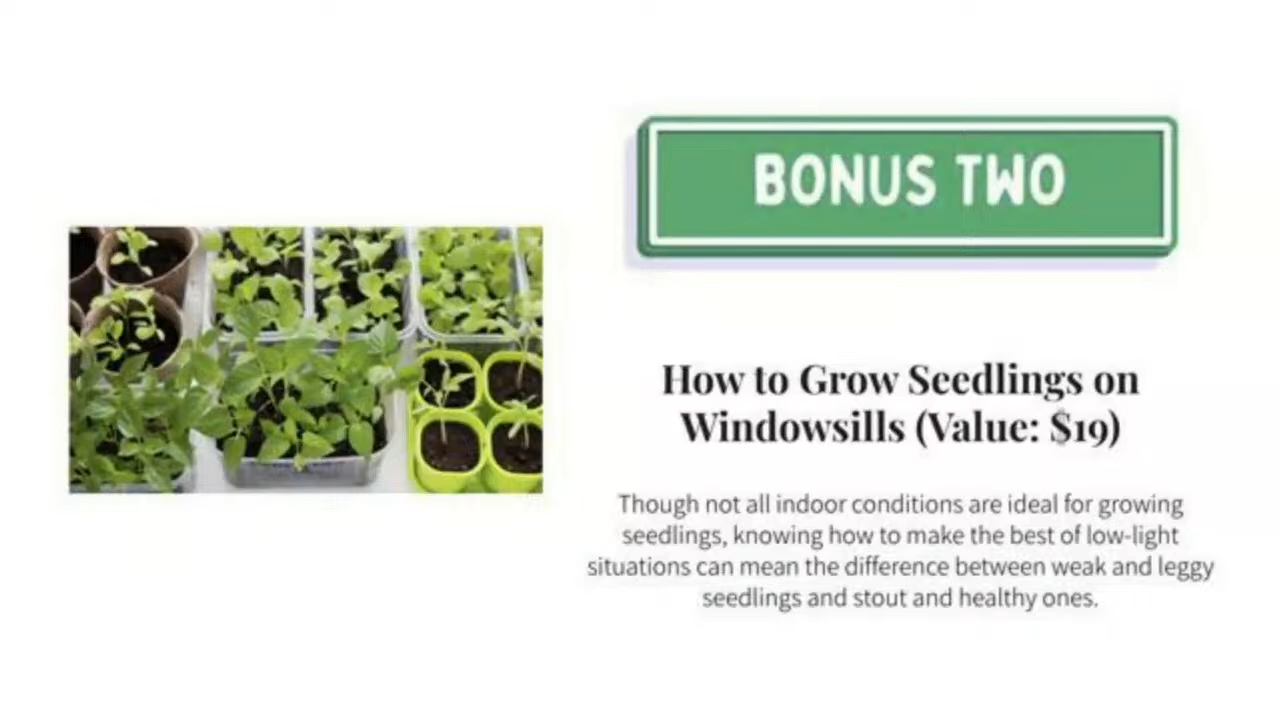 BONUS TWO
How to Grow Seedlings on
Windowsills (Value: $19)
Though not all indoor conditions are ideal for growing
seedlings, knowing how to make the best of low-light
situations can mean the difference between weak and leggy
seedlings and stout and healthy ones.